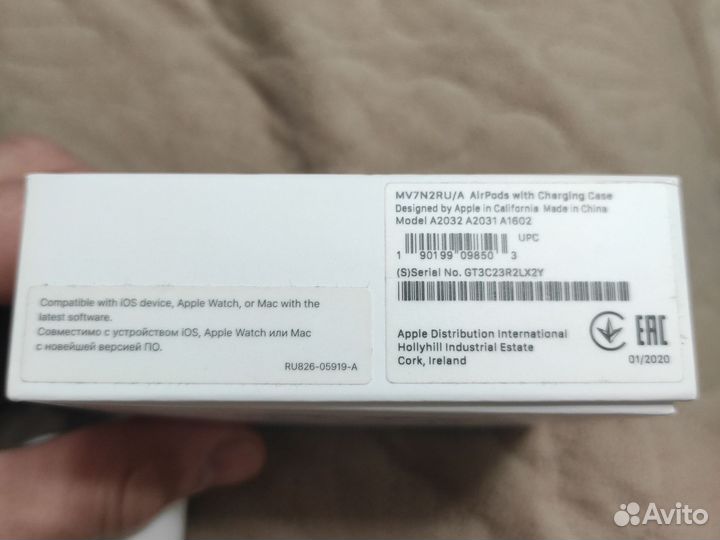 Compatible with iOS device, Apple Watch, or Mac with the
latest software.
Совместимо с устройством iOS, Apple Watch или Mac
с новейшей версией ПО.
RU826-05919-A
MV7N2RU/A AirPods with Charging Case
Designed by Apple in California Made in China
Model A2032 A2031 A1602
UPC
1 90199 09850 3
(S)Serial No. GT3C23R2LX2Y
Apple Distribution International
Hollyhill Industrial Estate
Cork, Ireland
EAC
01/2020
Avito